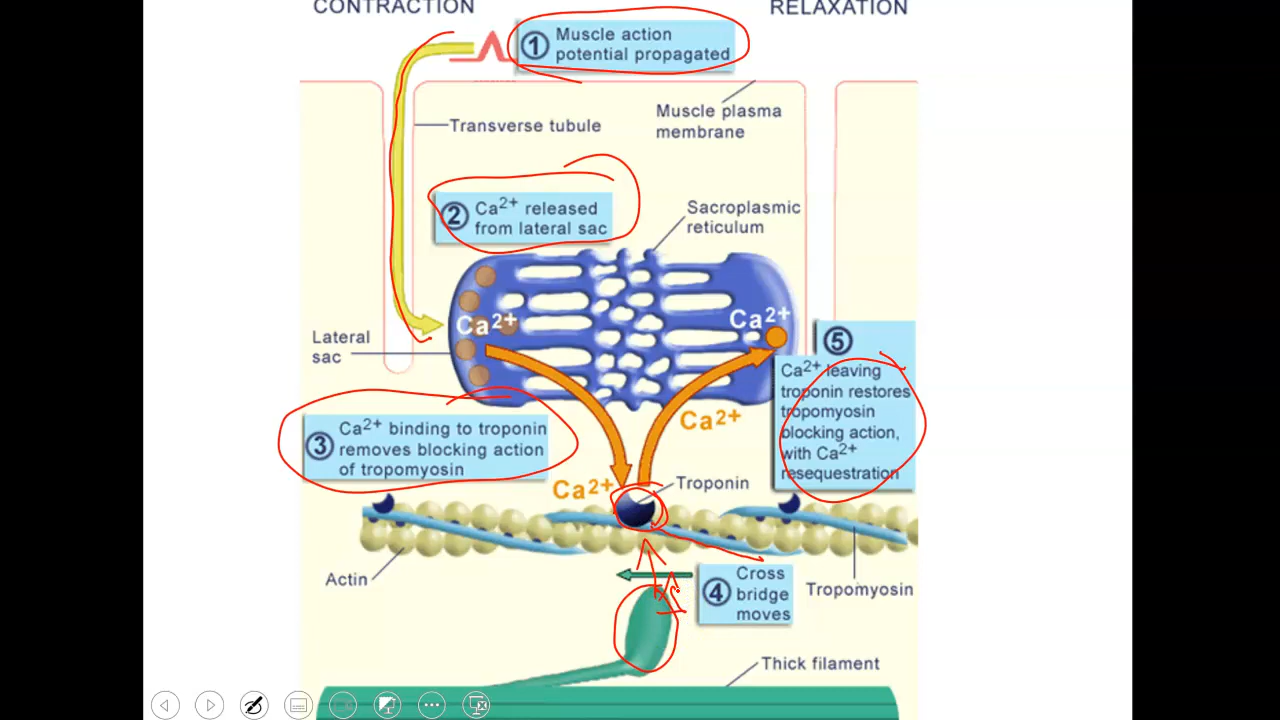 CONTRACTION
RELAXATION
① Muscle action
potential propagated
Muscle plasma
membrane
Transverse tubule
② Ca²⁺ released
from lateral sac
Sacroplasmic
reticulum
Ca²⁺
Ca²⁺
Lateral
sac
⑤
Ca²⁺ leaving
troponin restores
tropomyosin
blocking action,
with Ca²⁺
resequestration
③ Ca²⁺ binding to troponin
removes blocking action
of tropomyosin
Ca²⁺
Ca²⁺
Troponin
Actin
④ Cross
bridge
moves
Tropomyosin
Thick filament